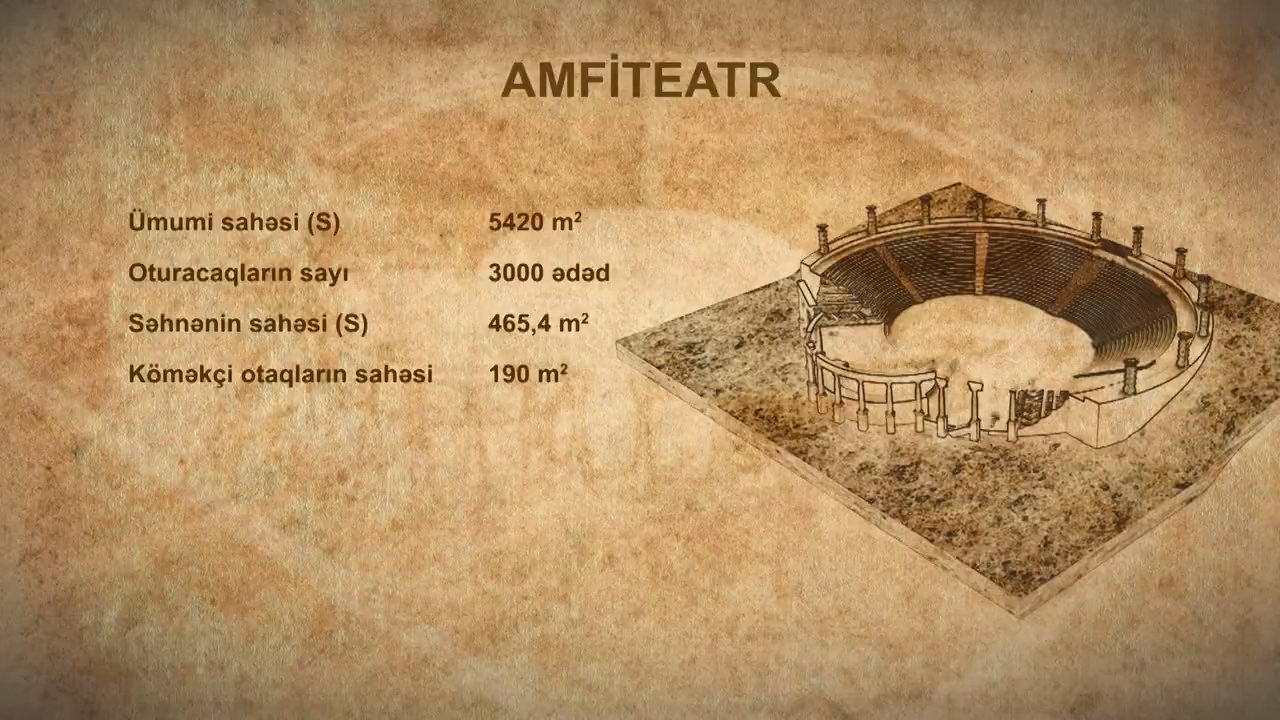 AMFİTEATR
Ümumi sahəsi (S) 5420 m²
Oturacaqların sayı 3000 ədəd
Səhnənin sahəsi (S) 465,4 m²
Köməkçi otaqların sahəsi 190 m²